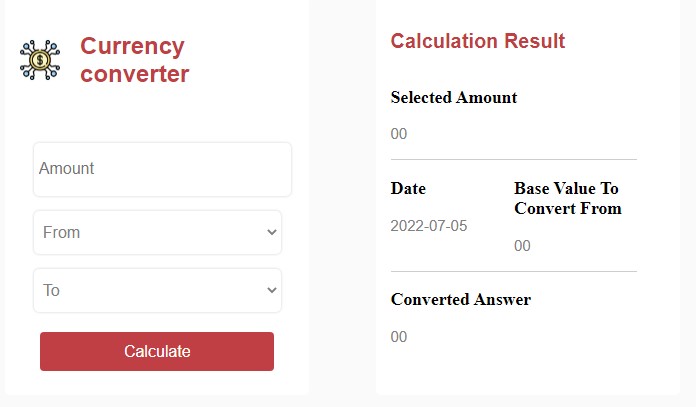 Currency
converter
Amount
From
To
Calculate
Calculation Result
Selected Amount
00
Date
2022-07-05
Base Value To
Convert From
00
Converted Answer
00